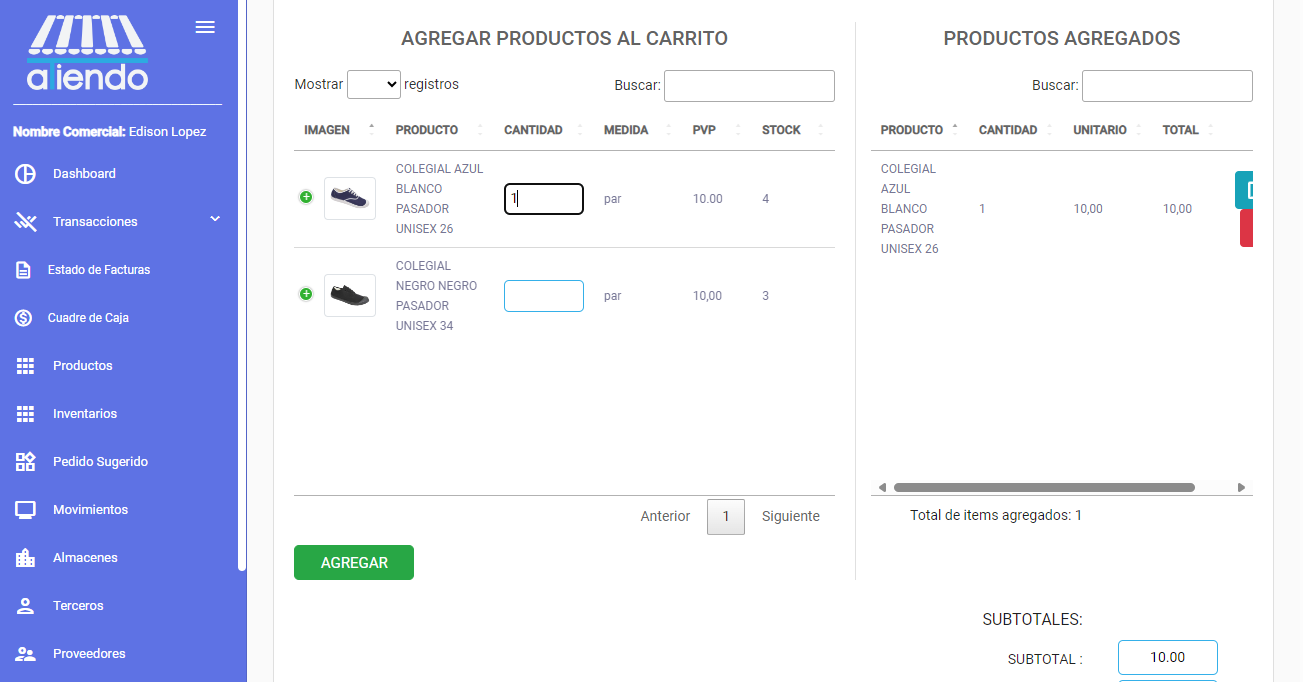 aTiendo
Nombre Comercial: Edison Lopez
Dashboard
Transacciones
Estado de Facturas
Cuadre de Caja
Productos
Inventarios
Pedido Sugerido
Movimientos
Almacenes
Terceros
Proveedores
AGREGAR PRODUCTOS AL CARRITO
Mostrar registros
Buscar:
IMAGEN PRODUCTO CANTIDAD MEDIDA PVP STOCK
COLEGIAL AZUL
BLANCO
PASADOR
UNISEX 26
1 par 10.00 4
COLEGIAL
NEGRO NEGRO
PASADOR
UNISEX 34
par 10,00 3
Anterior 1 Siguiente
AGREGAR
PRODUCTOS AGREGADOS
Buscar:
PRODUCTO CANTIDAD UNITARIO TOTAL
COLEGIAL
AZUL
BLANCO
PASADOR
UNISEX 26
1 10,00 10,00
Total de items agregados: 1
SUBTOTALES:
SUBTOTAL : 10.00